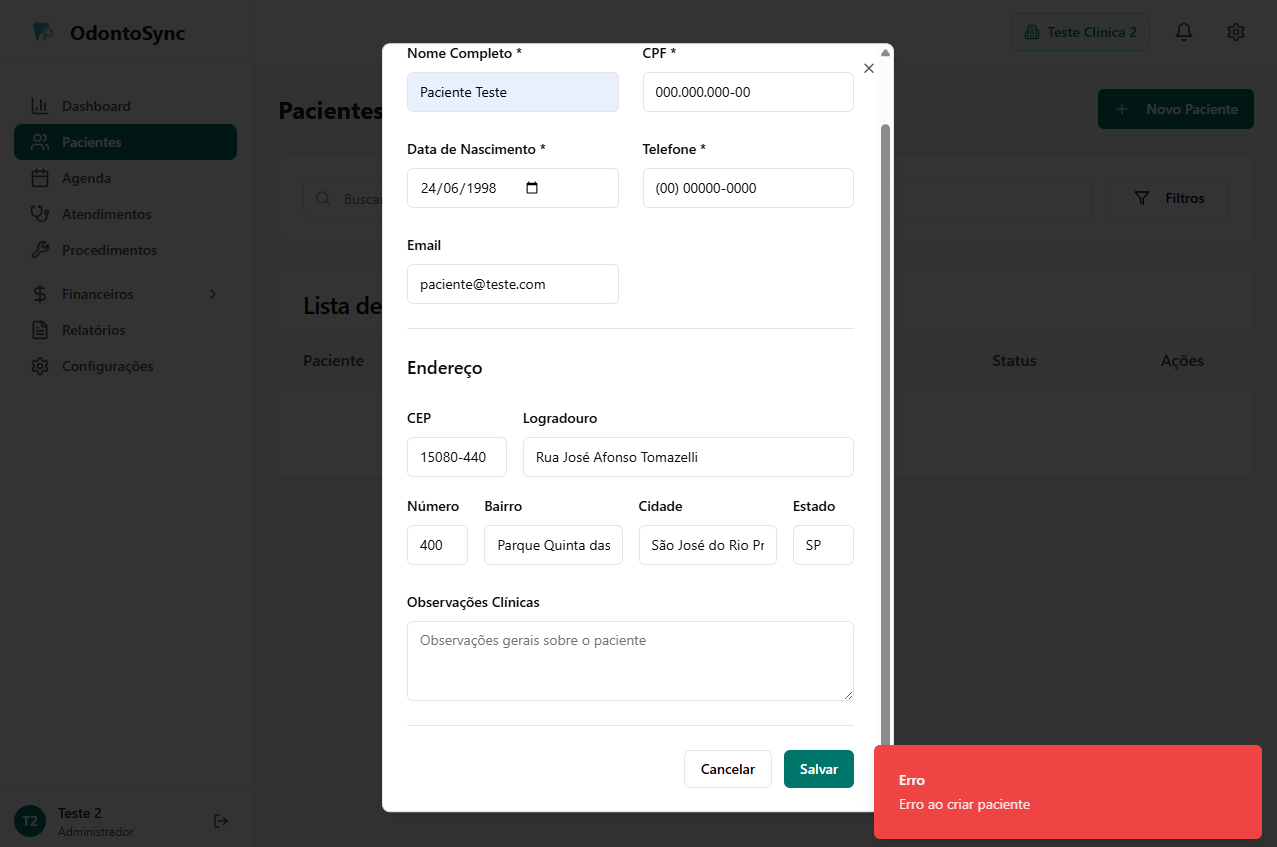 OdontoSync
Teste Clinica 2
Dashboard
Pacientes
Agenda
Atendimentos
Procedimentos
Financeiros
Relatórios
Configurações
T2
Teste 2
Administrador
Pacientes
Novo Paciente
Buscar
Filtros
Lista de
Paciente
Status
Ações
Nome Completo *
CPF *
Paciente Teste
000.000.000-00
Data de Nascimento *
Telefone *
24/06/1998
(00) 00000-0000
Email
paciente@teste.com
Endereço
CEP
Logradouro
15080-440
Rua José Afonso Tomazelli
Número
Bairro
Cidade
Estado
400
Parque Quinta das
São José do Rio Pr
SP
Observações Clínicas
Observações gerais sobre o paciente
Cancelar
Salvar
Erro
Erro ao criar paciente